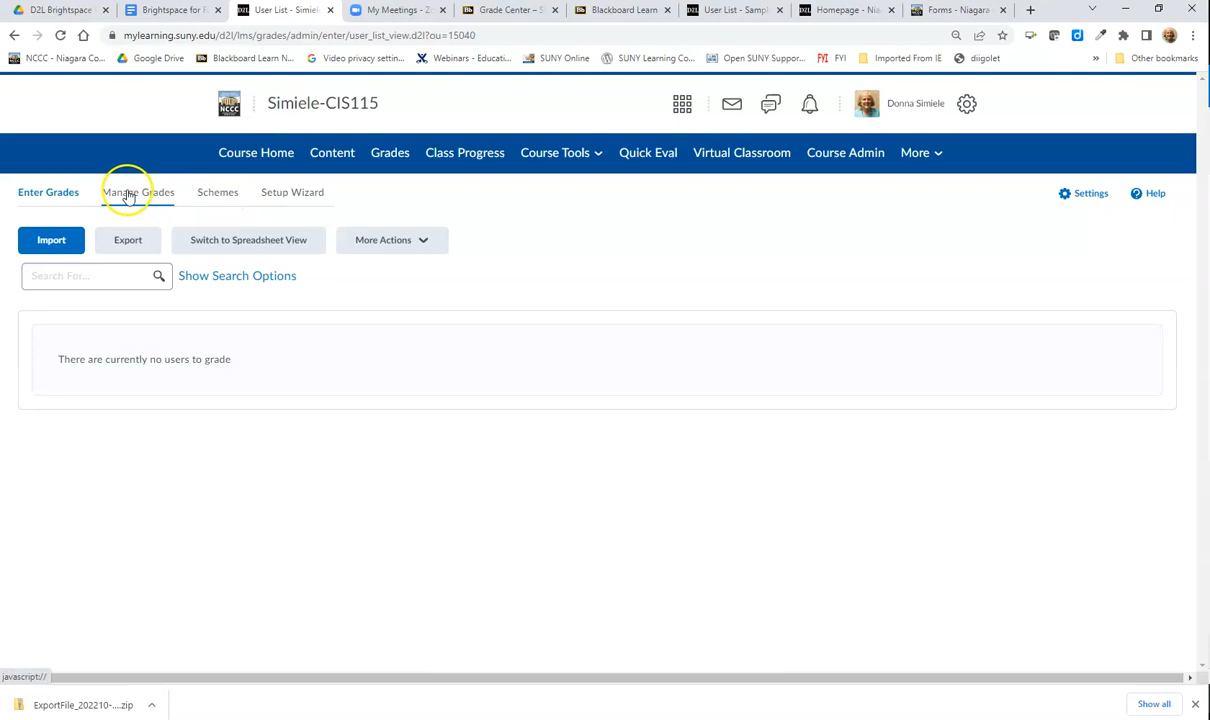 D2L Brightspace
Brightspace for F
User List - Simiele
My Meetings - Z
Grade Center - S
Blackboard Learn
User List - Samp
Homepage - Nia
Forms - Niagara
mylearning.suny.edu/d2l/lms/grades/admin/enter/user_list_view.d2l?ou=15040
NCCC - Niagara Co...
Google Drive
Blackboard Learn N...
Video privacy settin...
Webinars - Educati...
SUNY Online
SUNY Learning Co...
Open SUNY Suppor...
FYI
Imported From IE
diigolet
»
Other bookmarks
NCCC
Simiele-CIS115
Donna Simiele
Course Home
Content
Grades
Class Progress
Course Tools
Quick Eval
Virtual Classroom
Course Admin
More
Enter Grades
Manage Grades
Schemes
Setup Wizard
Settings
Help
Import
Export
Switch to Spreadsheet View
More Actions
Search For...
Show Search Options
There are currently no users to grade
javascript://
ExportFile_202210-....zip
Show all